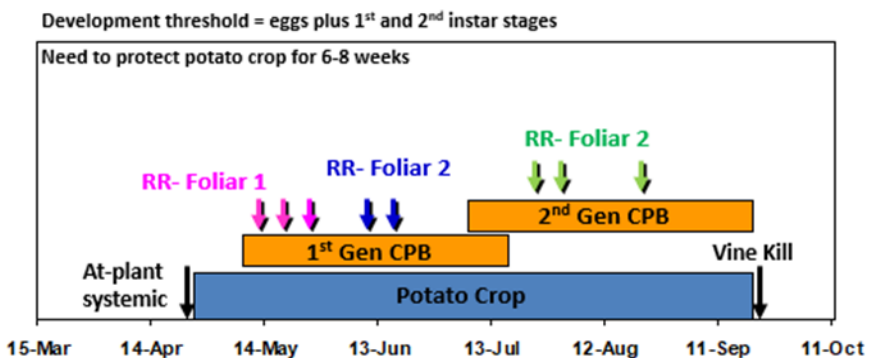 Development threshold = eggs plus 1st and 2nd instar stages
Need to protect potato crop for 6-8 weeks
RR- Foliar 2
RR- Foliar 2
RR- Foliar 1
2nd Gen CPB
1st Gen CPB
Vine Kill
At-plant
systemic
Potato Crop
15-Mar 14-Apr 14-May 13-Jun 13-Jul 12-Aug 11-Sep 11-Oct